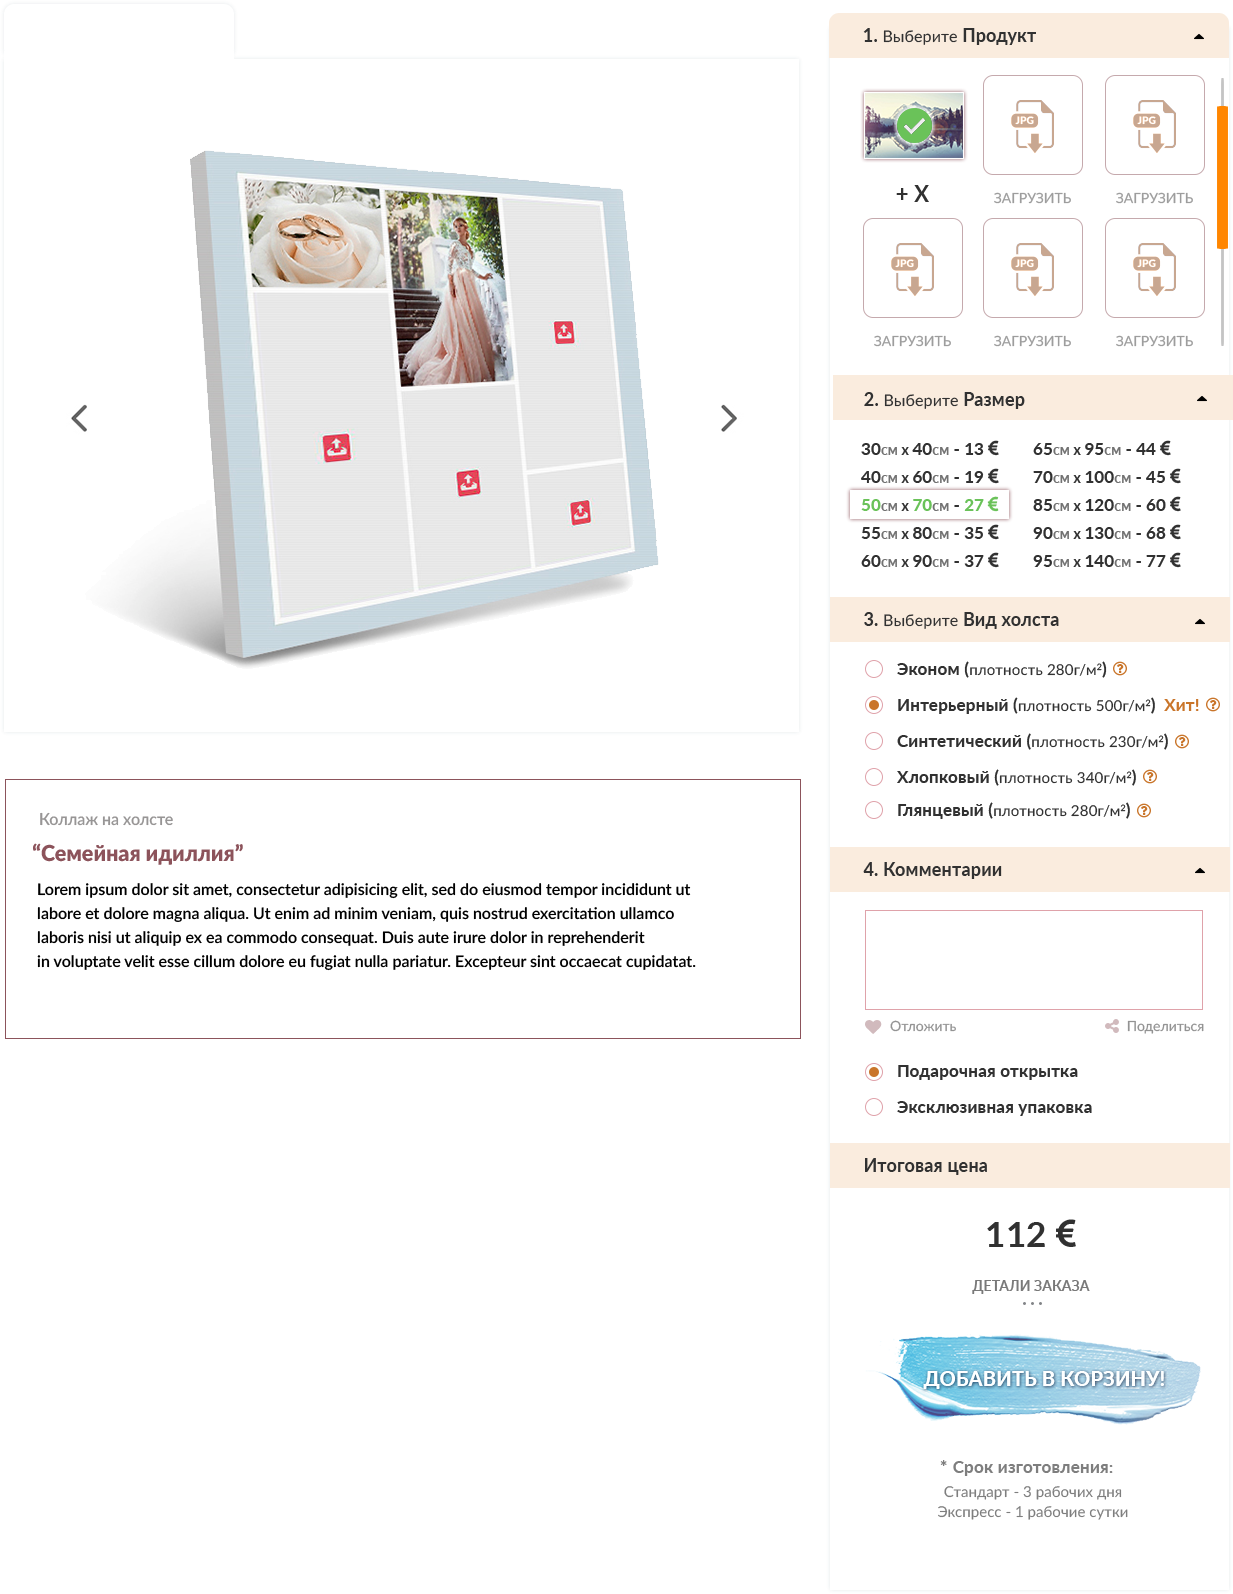 1. Выберите Продукт
JPG
JPG
+ X
ЗАГРУЗИТЬ
ЗАГРУЗИТЬ
JPG
JPG
JPG
ЗАГРУЗИТЬ
ЗАГРУЗИТЬ
ЗАГРУЗИТЬ
2. Выберите Размер
30см x 40см - 13 €
65см x 95см - 44 €
40см x 60см - 19 €
70см x 100см - 45 €
50см x 70см - 27 €
85см x 120см - 60 €
55см x 80см - 35 €
90см x 130см - 68 €
60см x 90см - 37 €
95см x 140см - 77 €
3. Выберите Вид холста
Эконом (плотность 280г/м²) ?
Интерьерный (плотность 500г/м²) Хит! ?
Синтетический (плотность 230г/м²) ?
Хлопковый (плотность 340г/м²) ?
Глянцевый (плотность 280г/м²) ?
4. Комментарии
Отложить
Поделиться
Подарочная открытка
Эксклюзивная упаковка
Итоговая цена
112 €
ДЕТАЛИ ЗАКАЗА
...
ДОБАВИТЬ В КОРЗИНУ!
* Срок изготовления:
Стандарт - 3 рабочих дня
Экспресс - 1 рабочие сутки
Коллаж на холсте
“Семейная идиллия”
Lorem ipsum dolor sit amet, consectetur adipisicing elit, sed do eiusmod tempor incididunt ut
labore et dolore magna aliqua. Ut enim ad minim veniam, quis nostrud exercitation ullamco
laboris nisi ut aliquip ex ea commodo consequat. Duis aute irure dolor in reprehenderit
in voluptate velit esse cillum dolore eu fugiat nulla pariatur. Excepteur sint occaecat cupidatat.